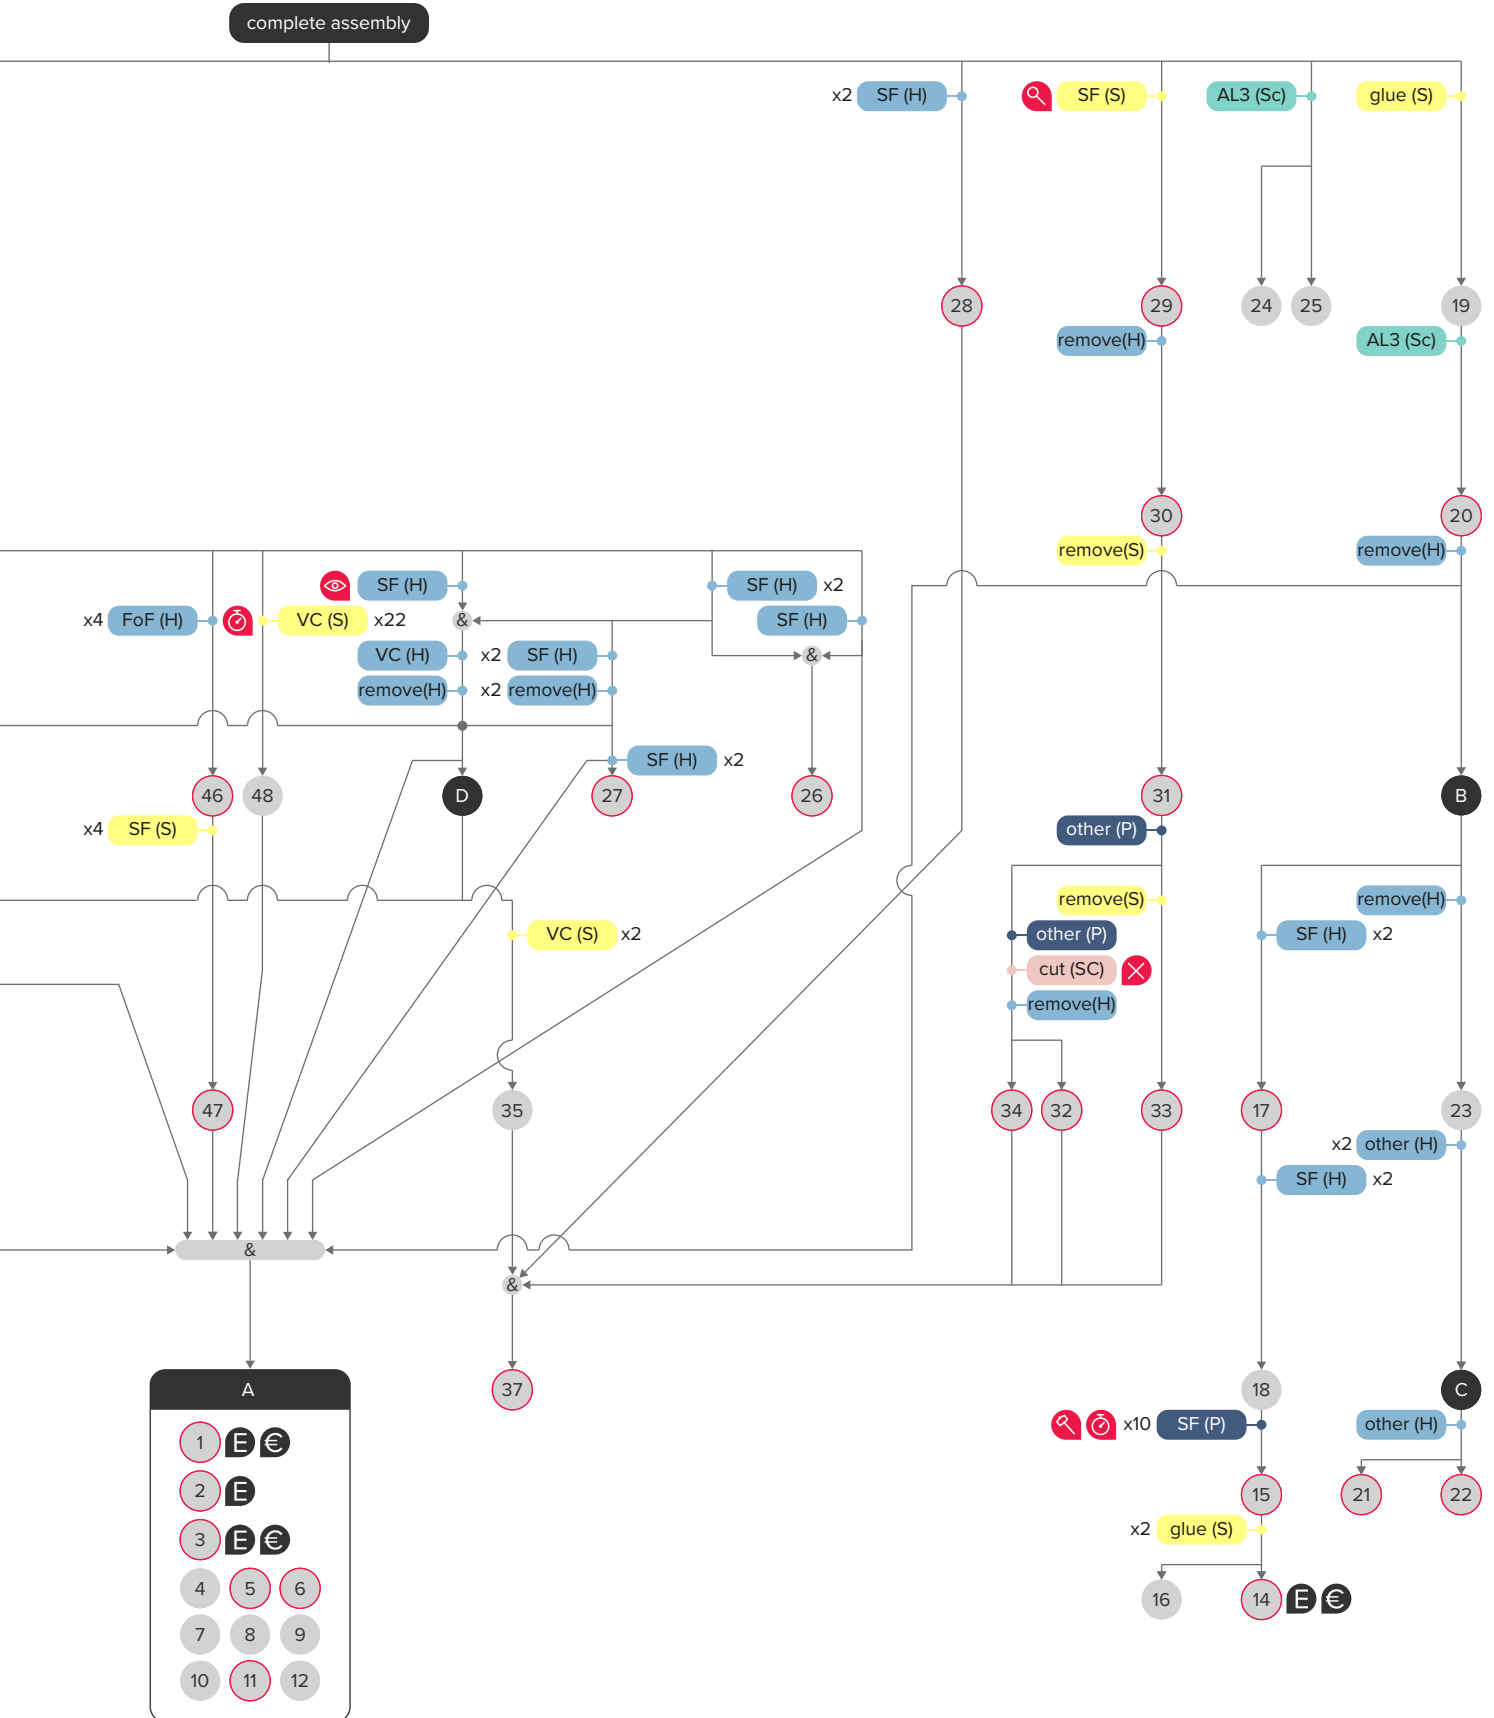 complete assembly
x2 SF (H) SF (S) AL3 (Sc) glue (S)
28 29 24 25 19
remove(H) AL3 (Sc)
30 20
remove(S) remove(H)
SF (H) SF (H) x2
x4 FoF (H) VC (S) x22 & SF (H)
VC (H) x2 SF (H) &
remove(H) x2 remove(H)
SF (H) x2
46 48 D 27 26 31 B
x4 SF (S) other (P)
remove(S) remove(H)
VC (S) x2 other (P) SF (H) x2
cut (SC)
remove(H)
47 35 34 32 33 17 23
x2 other (H)
SF (H) x2
&
&
A 37 18 C
x10 SF (P) other (H)
1 E €
2 E 15 21 22
3 E € x2 glue (S)
4 5 6 16 14 E €
7 8 9
10 11 12